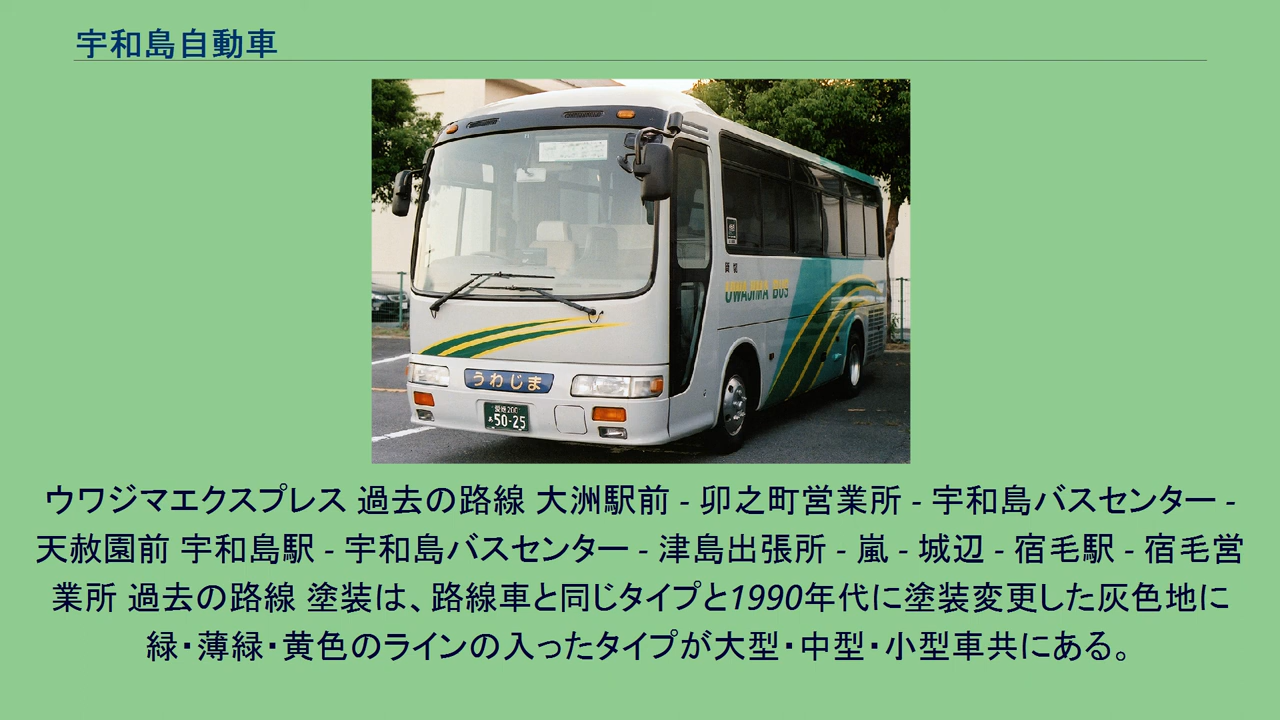 宇和島自動車
貸切
UWAJIMA BUS
うわじま
愛媛200
あ 50-25
ウワジマエクスプレス 過去の路線 大洲駅前 - 卯之町営業所 - 宇和島バスセンター -
天赦園前 宇和島駅 - 宇和島バスセンター - 津島出張所 - 嵐 - 城辺 - 宿毛駅 - 宿毛営
業所 過去の路線 塗装は、路線車と同じタイプと1990年代に塗装変更した灰色地に
緑・薄緑・黄色のラインの入ったタイプが大型・中型・小型車共にある。